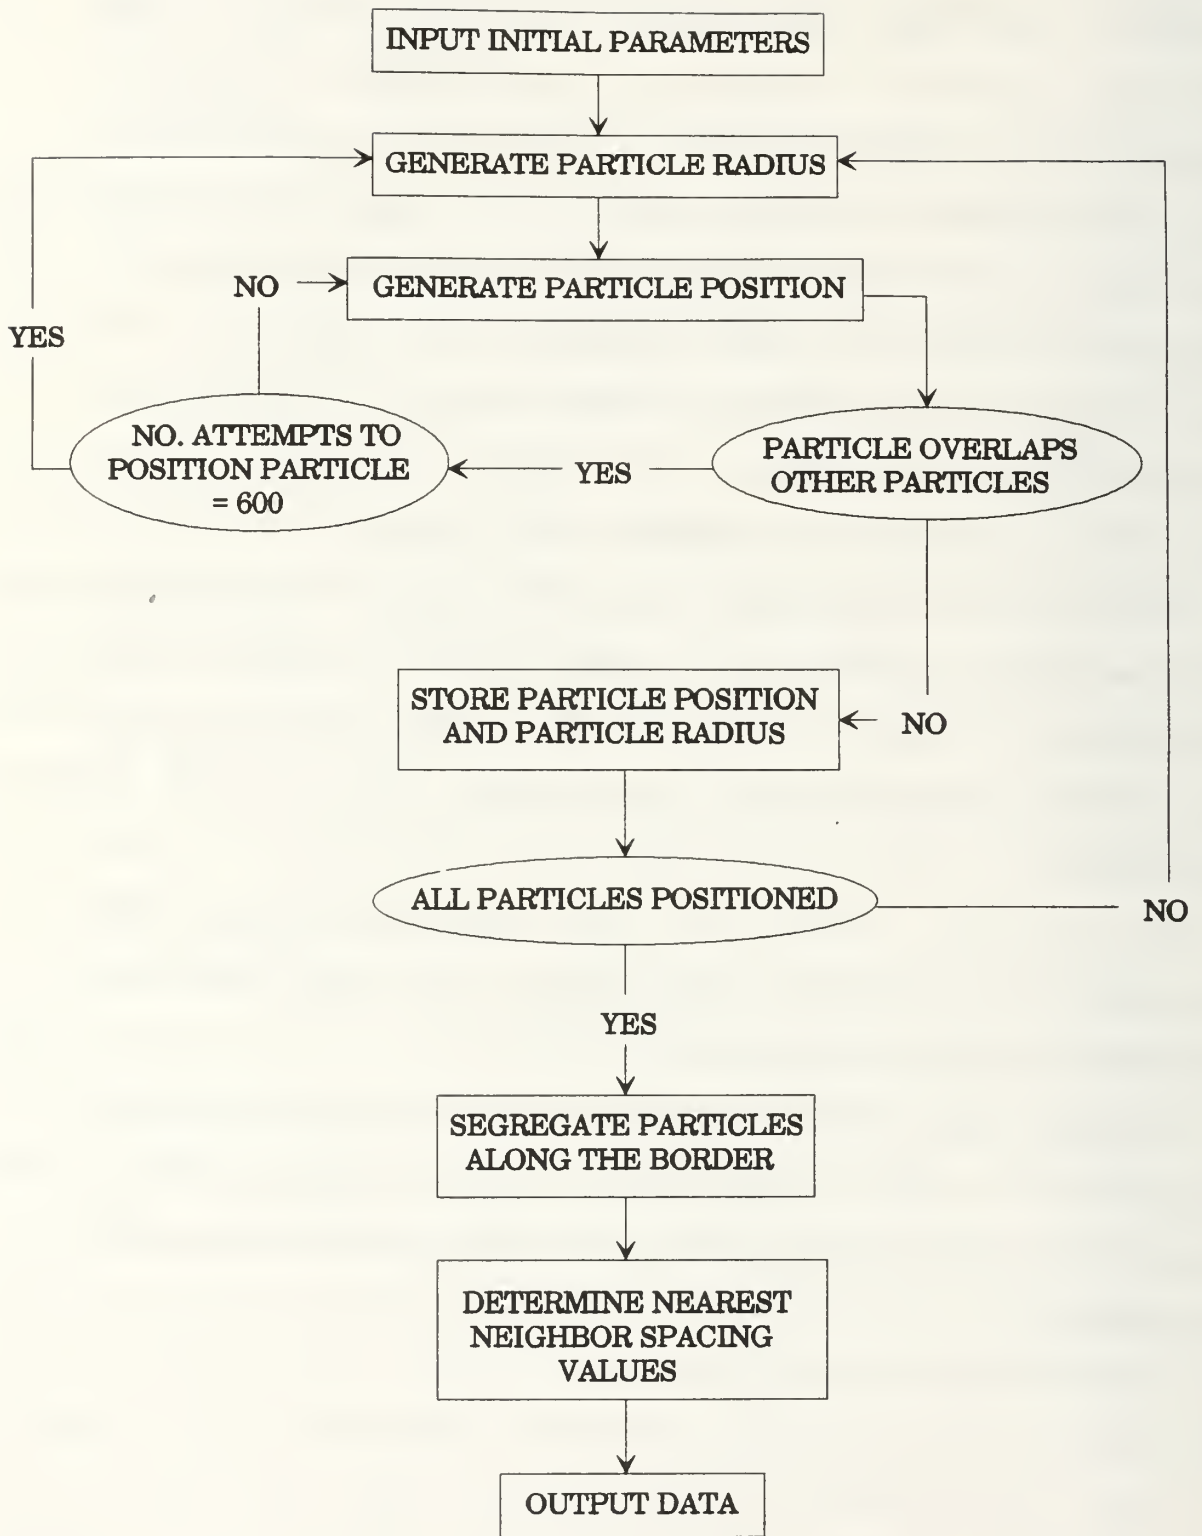 INPUT INITIAL PARAMETERS
GENERATE PARTICLE RADIUS
NO
GENERATE PARTICLE POSITION
YES
NO. ATTEMPTS TO
POSITION PARTICLE
= 600
YES
PARTICLE OVERLAPS
OTHER PARTICLES
STORE PARTICLE POSITION
AND PARTICLE RADIUS
NO
ALL PARTICLES POSITIONED
NO
YES
SEGREGATE PARTICLES
ALONG THE BORDER
DETERMINE NEAREST
NEIGHBOR SPACING
VALUES
OUTPUT DATA